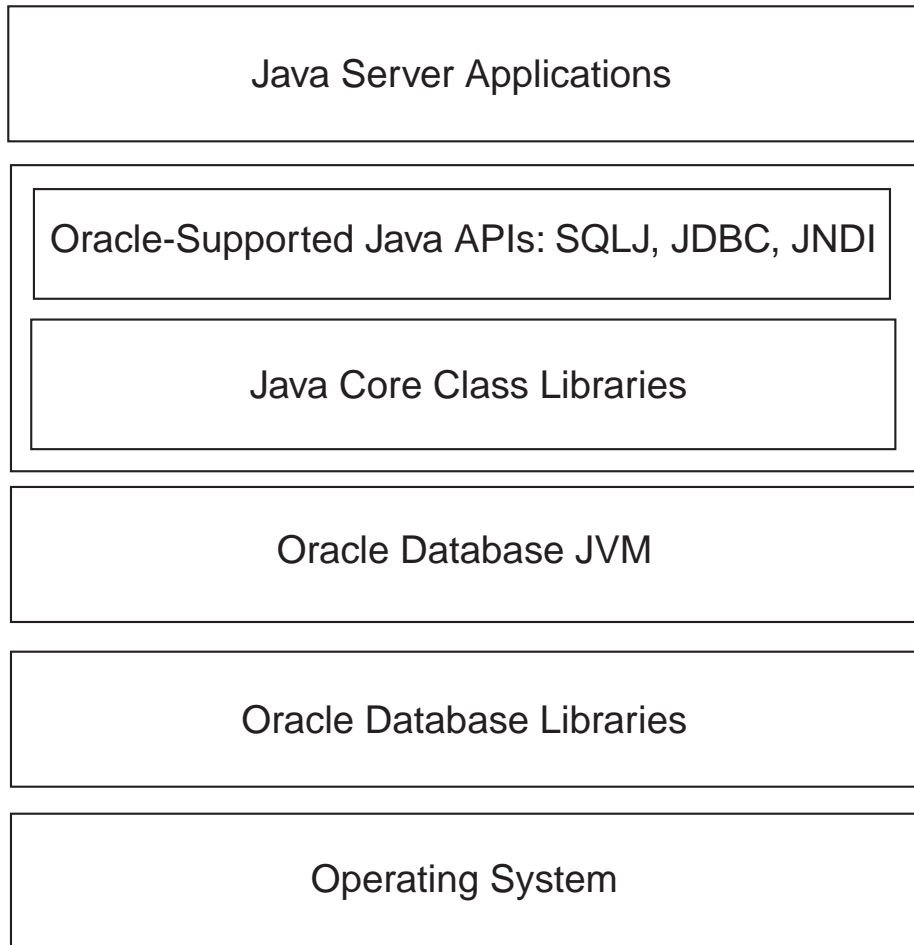 Java Server Applications
Oracle-Supported Java APIs: SQLJ, JDBC, JNDI
Java Core Class Libraries
Oracle Database JVM
Oracle Database Libraries
Operating System